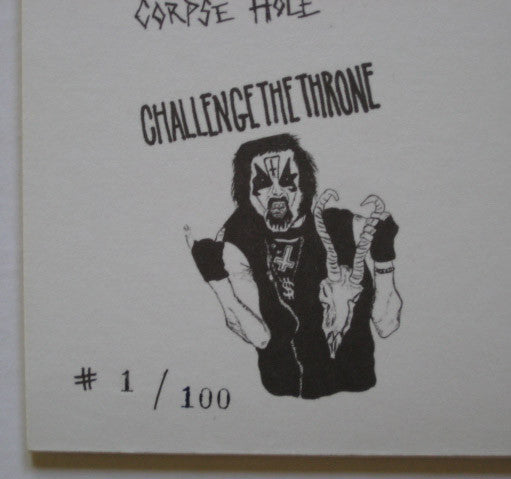 CORPSE HOLE
CHALLENGE THE THRONE
$
# 1 / 100